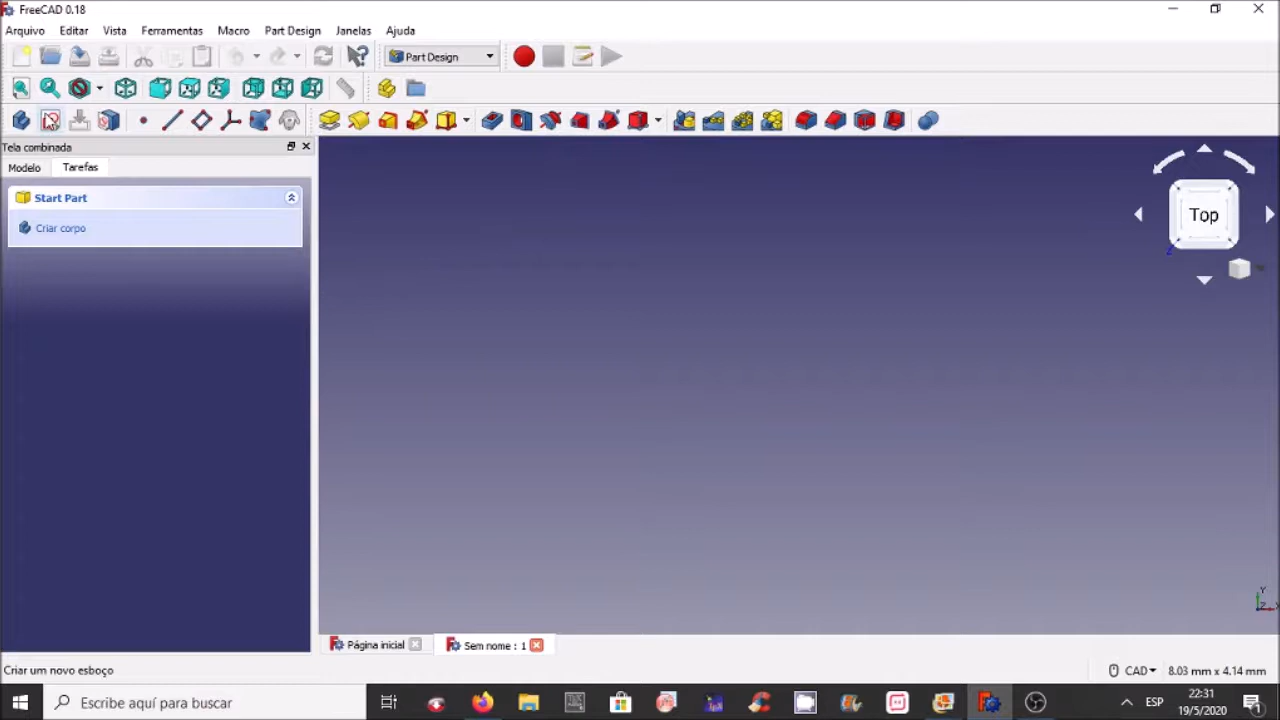 FreeCAD 0.18
Arquivo Editar Vista Ferramentas Macro Part Design Janelas Ajuda
Part Design
Tela combinada
Modelo Tarefas
Start Part
Criar corpo
Top
Y
Z X
Página inicial Sem nome : 1
Criar um novo esboço CAD 8.03 mm x 4.14 mm
Escribe aquí para buscar ESP 22:31
19/5/2020